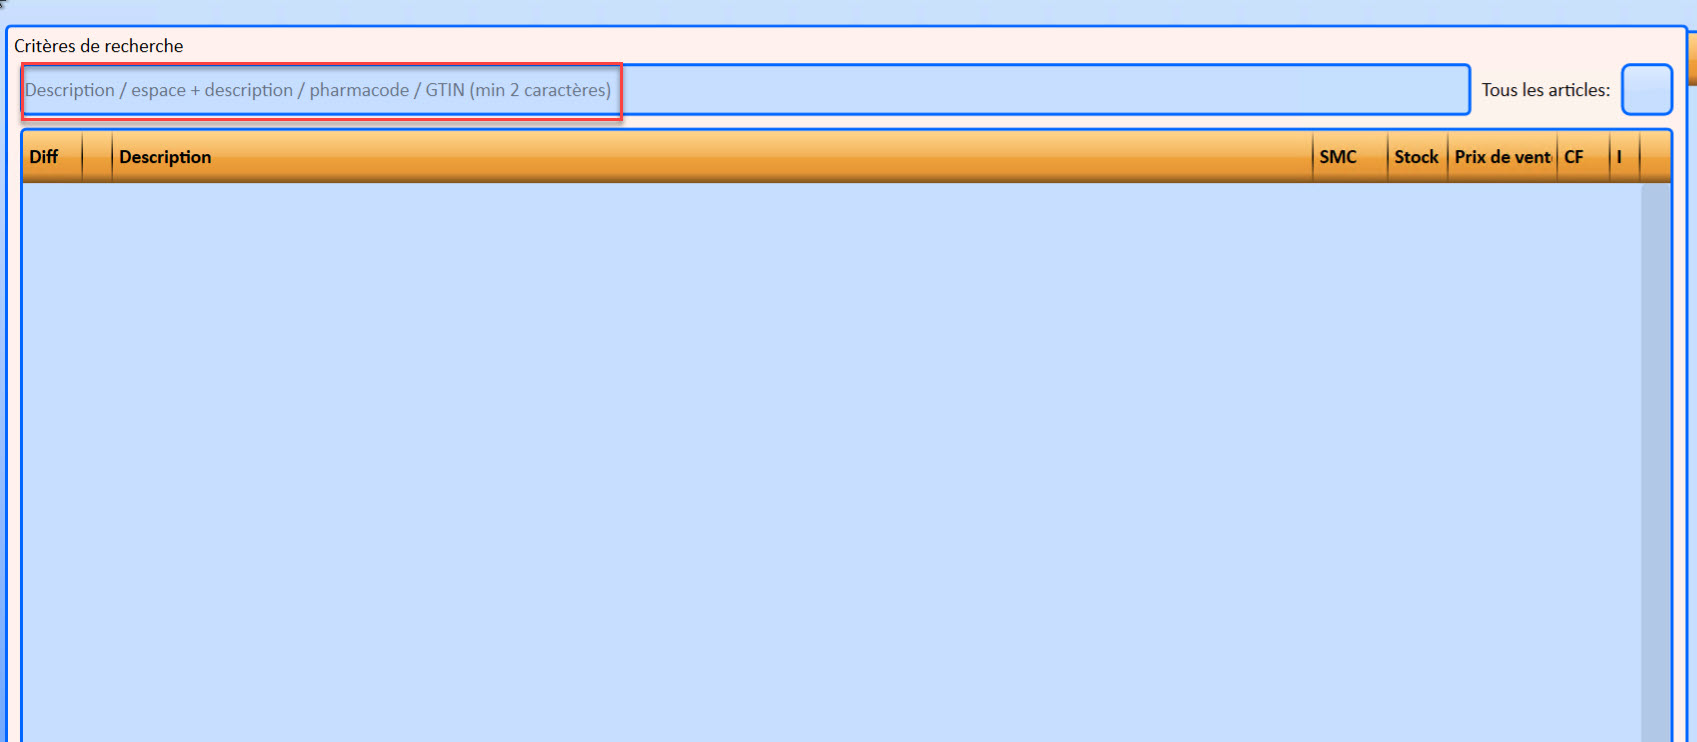 Critères de recherche
Description / espace + description / pharmacode / GTIN (min 2 caractères) Tous les articles:
Diff Description SMC Stock Prix de vent CF I